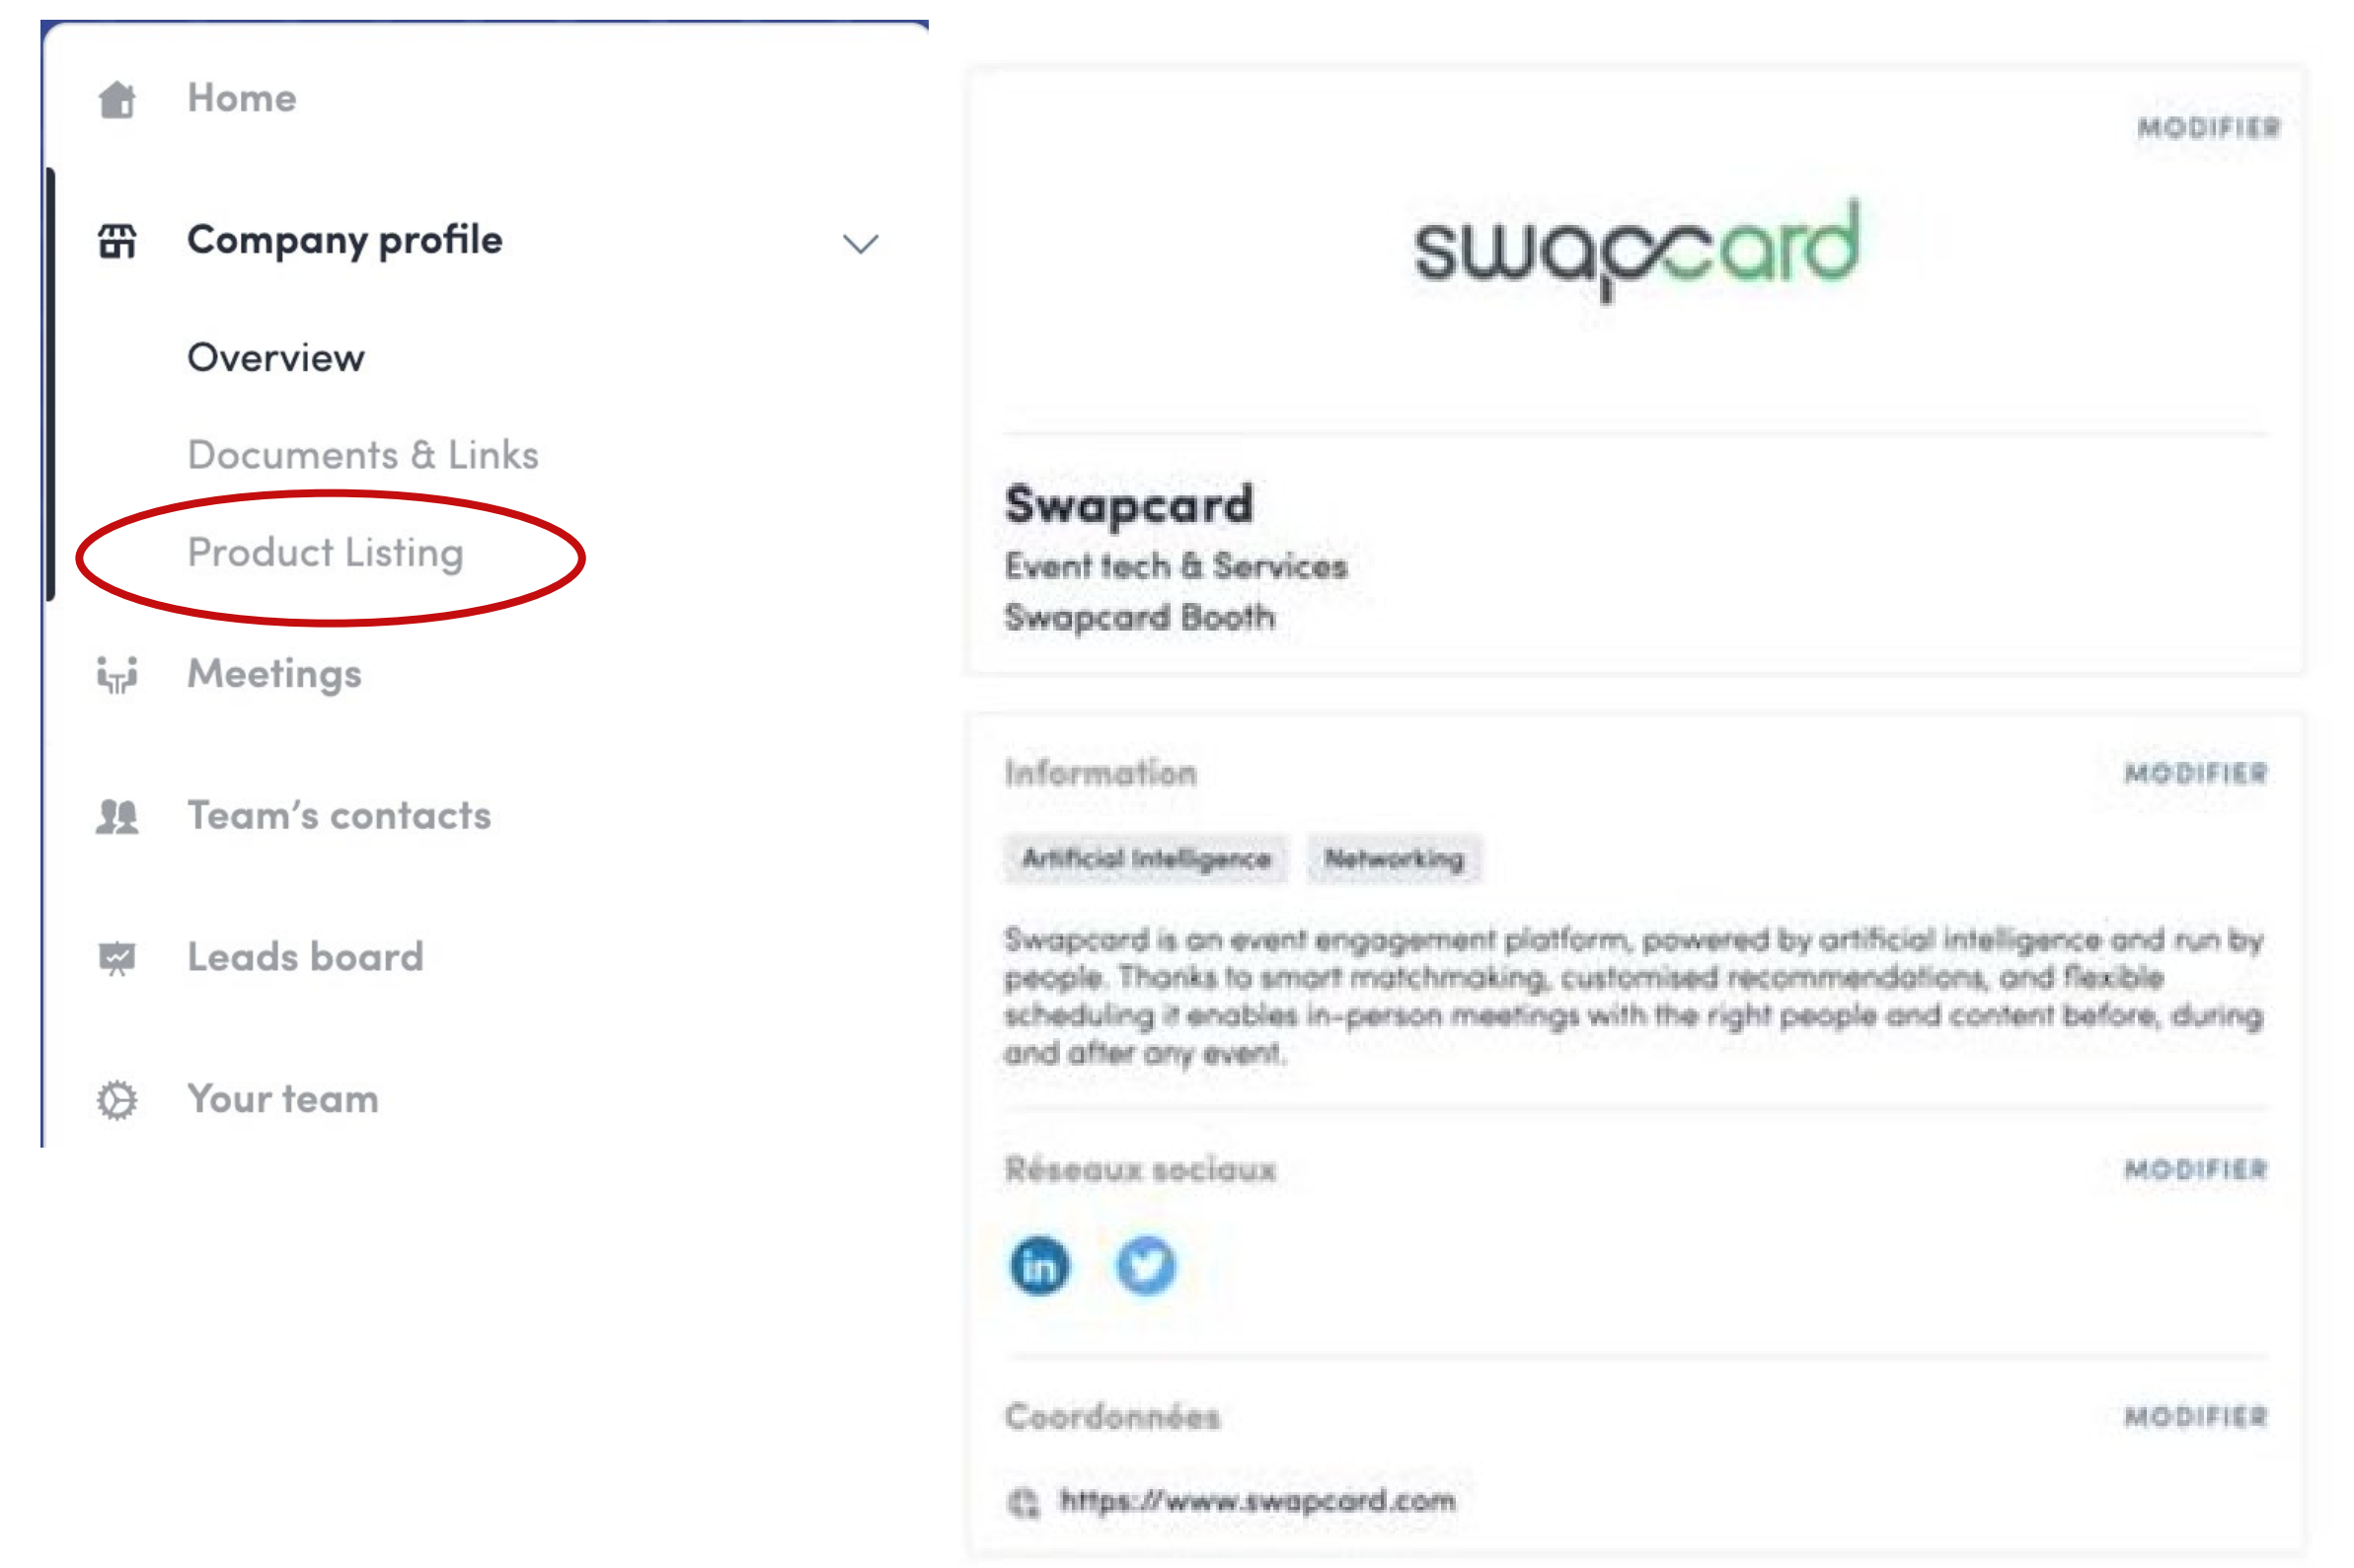 Home
Company profile
Overview
Documents & Links
Product Listing
Meetings
Team's contacts
Leads board
Your team
MODIFIER
swapcard
Swapcard
Event tech & Services
Swapcard Booth
Information
MODIFIER
Artificial Intelligence
Networking
Swapcard is an event engagement platform, powered by artificial intelligence and run by
people. Thanks to smart matchmaking, customised recommendations, and flexible
scheduling it enables in-person meetings with the right people and content before, during
and after any event.
Réseaux sociaux
MODIFIER
in
Coordonnées
MODIFIER
https://www.swapcard.com